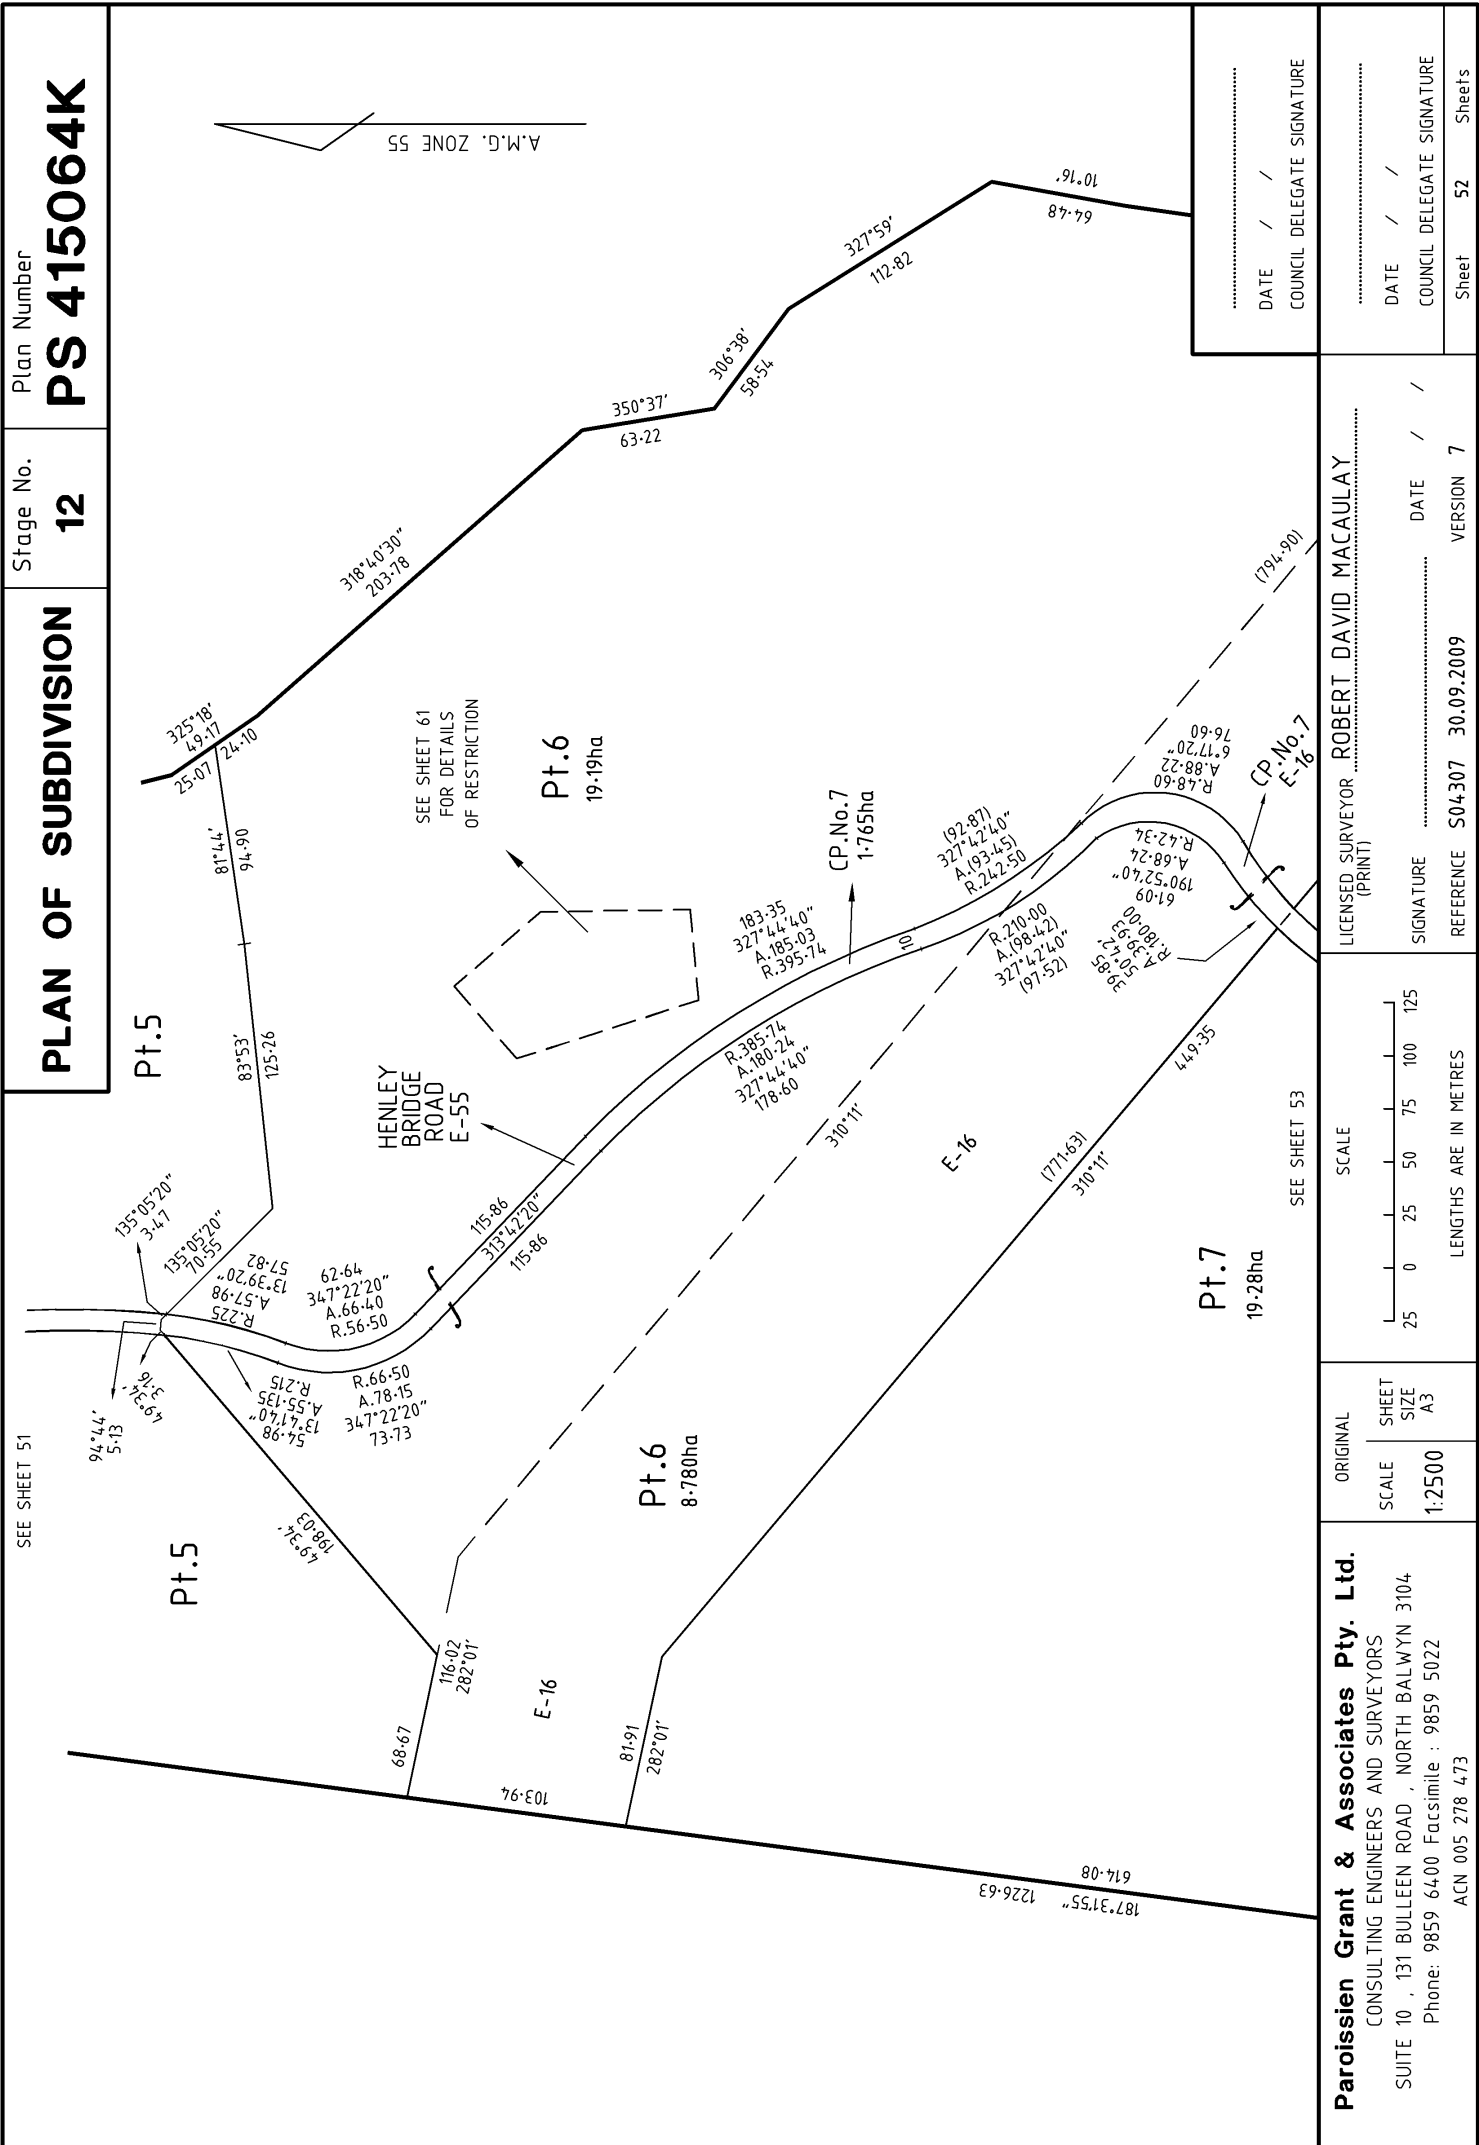 PLAN OF SUBDIVISION
Stage No.
12
Plan Number
PS 415064K
SEE SHEET 51
A.M.G. ZONE 55
Pt.5
Pt.5
94°44'
5·13
49°34'
3·16
135°05'20"
3·47
135°05'20"
70·55
83°53'
125·26
81°44'
94·90
325°18'
49·17
25·07
24·10
318°40'30"
203·78
350°37'
63·22
306°38'
58·54
327°59'
112·82
10°16'
64·48
49°34'
198·03
R.225
A.57·98
13°39'20"
57·82
R.215
A.55·135
13°41'40"
54·98
62·64
347°22'20"
A.66·40
R.56·50
R.66·50
A.78·15
347°22'20"
73·73
115·86
313°42'20"
115·86
HENLEY
BRIDGE
ROAD
E-55
SEE SHEET 61
FOR DETAILS
OF RESTRICTION
Pt.6
19·19ha
183·35
327°44'40"
A.185·03
R.395·74
R.385·74
A.180·24
327°44'40"
178·60
CP.No.7
1·765ha
10
(92·87)
327°42'40"
A.(93·45)
R.242·50
R.210·00
A.(98·42)
327°42'40"
(97·52)
R.48·60
A.88·22
6°17'20"
76·60
R.42·34
A.68·24
190°52'40"
61·09
39·85
50°42'
A.39·93
R.180·00
CP.No.7
E-16
(794·90)
310°11'
E-16
(771·63)
310°11'
449·35
Pt.6
8·780ha
116·02
282°01'
68·67
E-16
81·91
282°01'
103·94
Pt.7
19·28ha
614·08
187°31'55"
1226·63
SEE SHEET 53
Paroissien Grant & Associates Pty. Ltd.
CONSULTING ENGINEERS AND SURVEYORS
SUITE 10 , 131 BULLEEN ROAD , NORTH BALWYN 3104
Phone: 9859 6400 Facsimile : 9859 5022
ACN 005 278 473
ORIGINAL
SCALE
1:2500
SHEET
SIZE
A3
SCALE
25 0 25 50 75 100 125
LENGTHS ARE IN METRES
LICENSED SURVEYOR ROBERT DAVID MACAULAY
(PRINT)
SIGNATURE DATE / /
REFERENCE S04307 30.09.2009 VERSION 7
DATE / /
COUNCIL DELEGATE SIGNATURE
DATE / /
COUNCIL DELEGATE SIGNATURE
Sheet 52 Sheets